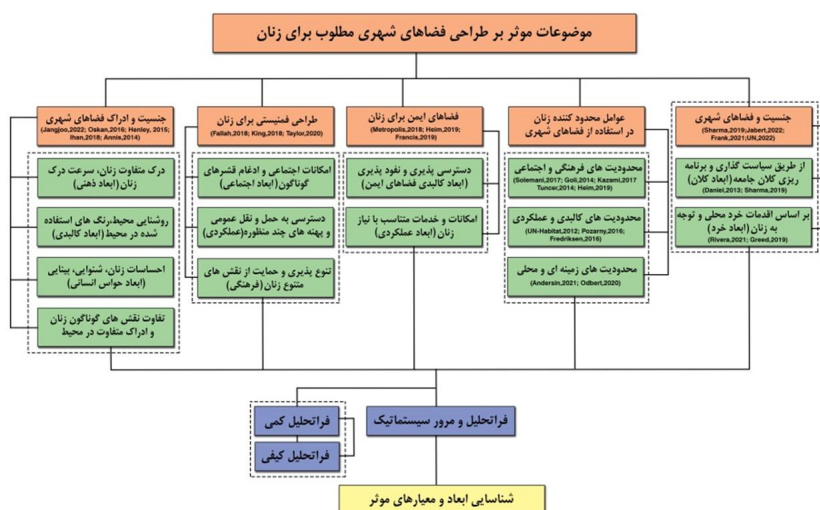 موضوعات موثر بر طراحی فضاهای شهری مطلوب برای زنان
جنسیت و فضاهای شهری
(Sharma,2019;Jabert,2022;
Frank,2021;UN,2022)
از طریق سیاست گذاری و برنامه
ریزی کلان جامعه (ابعاد کلان)
(Daniel,2013; Sharma,2019)
بر اساس اقدامات خرد محلی و توجه
به زنان (ابعاد خرد)
(Rivera,2021; Greed,2019)
عوامل محدود کننده زنان
در استفاده از فضاهای شهری
محدودیت های فرهنگی و اجتماعی
(Solemani,2017; Goli,2014; Kazemi,2017
Tuncer,2014; Heim,2019)
محدودیت های کالبدی و عملکردی
(UN-Habitat,2012; Pozarny,2016;
Fredriksen,2016)
محدودیت های زمینه ای و محلی
(Andersin,2021; Odbert,2020)
فضاهای ایمن برای زنان
(Metropolis,2018; Heim,2019;
Francis,2019)
دسترسی پذیری و نفوذ پذیری
(ابعاد کالبدی فضاهای ایمن)
امکانات و خدمات متناسب با نیاز
زنان (ابعاد عملکردی)
طراحی فمنیستی برای زنان
(Fallah,2018; King,2018; Taylor,2020)
امکانات اجتماعی و ادغام قشرهای
گوناگون (ابعاد اجتماعی)
دسترسی به حمل و نقل عمومی
و پهنه های چند منظوره(عملکردی)
تنوع پذیری و حمایت از نقش های
متنوع زنان (فرهنگی)
جنسیت و ادراک فضاهای شهری
(Jangjoo,2022; Oskan,2016; Henley, 2015;
Ihan,2018; Annis,2014)
درک متفاوت زنان، سرعت درک
زنان (ابعاد ذهنی)
روشنایی محیط،رنگ های استفاده
شده در محیط (ابعاد کالبدی)
احساسات زنان، شنوایی، بینایی
(ابعاد حواس انسانی)
تفاوت نقش های گوناگون زنان
و ادراک متفاوت در محیط
فراتحلیل و مرور سیستماتیک
فراتحلیل کمی
فراتحلیل کیفی
شناسایی ابعاد و معیارهای موثر